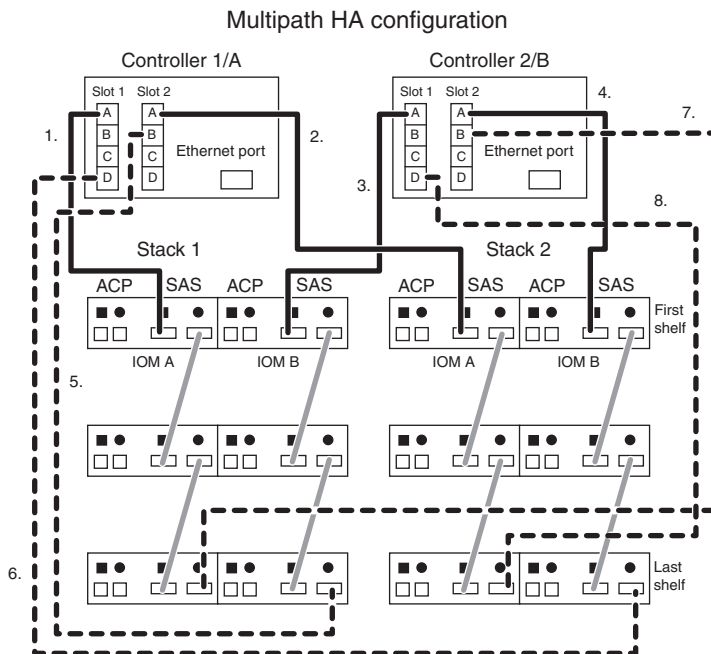 Multipath HA configuration
Controller 1/A
Controller 2/B
Slot 1 Slot 2
Slot 1 Slot 2
4.
7.
A A
A A
1.
B B
2.
B B
C C Ethernet port
C C Ethernet port
D
D
3.
D
D
8.
Stack 1
Stack 2
ACP SAS ACP SAS
ACP SAS ACP SAS
First
shelf
IOM A IOM B
IOM A IOM B
5.
6.
Last
shelf